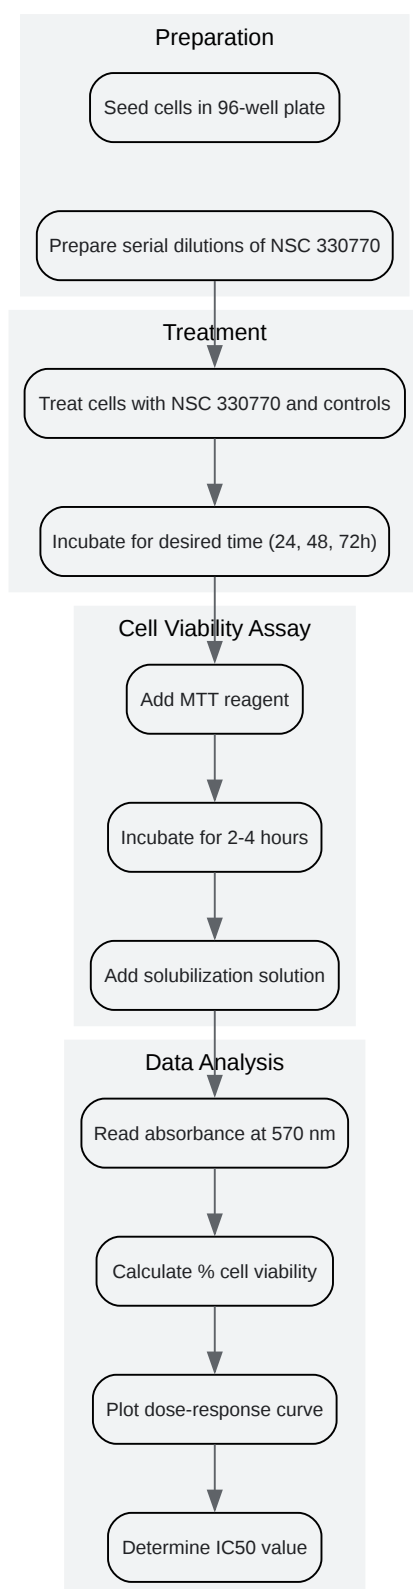 Preparation
Seed cells in 96-well plate
Prepare serial dilutions of NSC 330770
Treatment
Treat cells with NSC 330770 and controls
Incubate for desired time (24, 48, 72h)
Cell Viability Assay
Add MTT reagent
Incubate for 2-4 hours
Add solubilization solution
Data Analysis
Read absorbance at 570 nm
Calculate % cell viability
Plot dose-response curve
Determine IC50 value